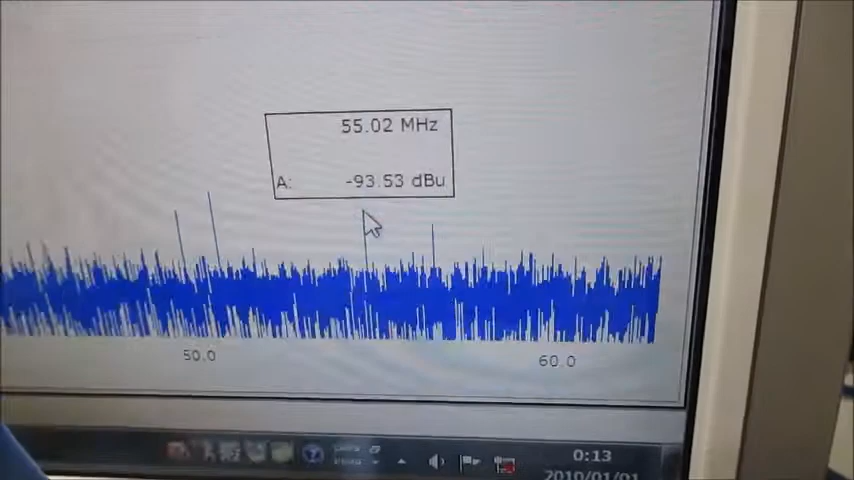 55.02 MHz
A: -93.53 dBu
50.0 60.0
0:13
2010/01/01